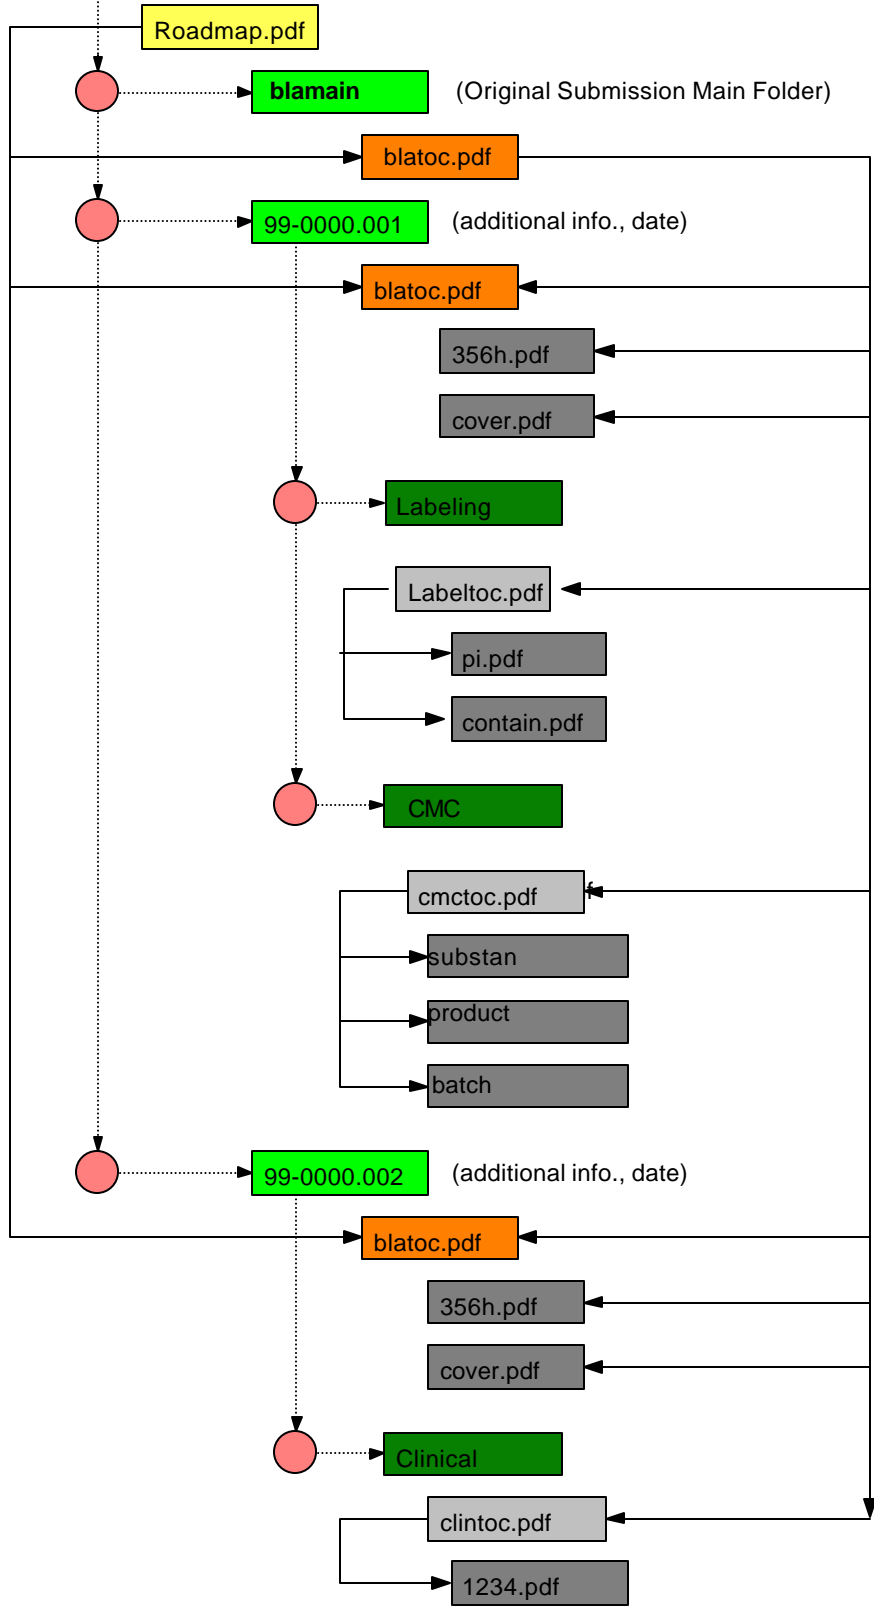 Roadmap.pdf
blamain (Original Submission Main Folder)
blatoc.pdf
99-0000.001 (additional info., date)
blatoc.pdf
356h.pdf
cover.pdf
Labeling
Labeltoc.pdf
pi.pdf
contain.pdf
CMC
cmctoc.pdf f
substan
product
batch
99-0000.002 (additional info., date)
blatoc.pdf
356h.pdf
cover.pdf
Clinical
clintoc.pdf
1234.pdf